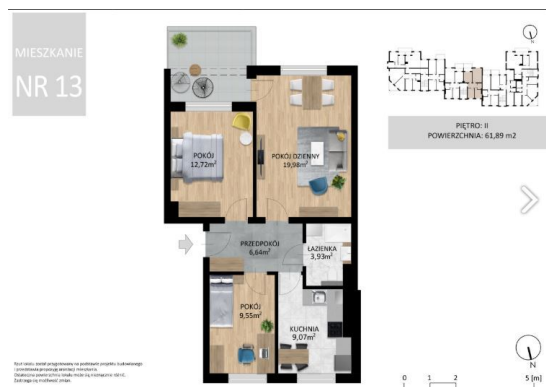 MIESZKANIE
NR 13
N
PIĘTRO: II
POWIERZCHNIA: 61,89 m2
POKÓJ
12,72m²
POKÓJ DZIENNY
19,98m²
PRZEDPOKÓJ
6,64m²
ŁAZIENKA
3,93m²
POKÓJ
9,55m²
KUCHNIA
9,07m²
N
0 1 2 5 [m]